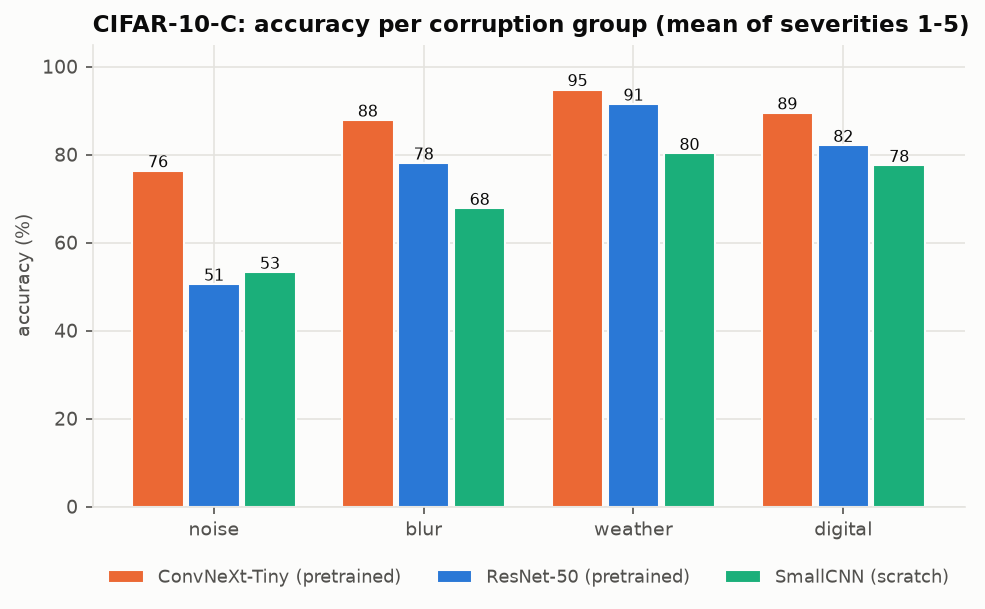 CIFAR-10-C: accuracy per corruption group (mean of severities 1-5)
accuracy (%)
100
80
60
40
20
0
76
51
53
88
78
68
95
91
80
89
82
78
noise
blur
weather
digital
ConvNeXt-Tiny (pretrained)
ResNet-50 (pretrained)
SmallCNN (scratch)